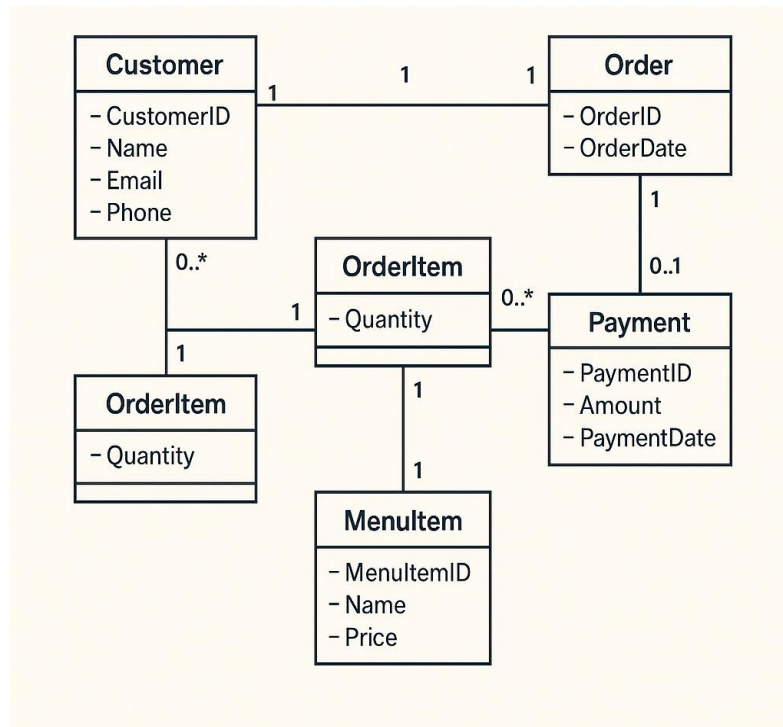 Customer
– CustomerID
– Name
– Email
– Phone
1
1
1
Order
– OrderID
– OrderDate
1
0..1
0..*
1
1
OrderItem
– Quantity
0..*
Payment
– PaymentID
– Amount
– PaymentDate
OrderItem
– Quantity
1
1
MenuItem
– MenuItemID
– Name
– Price